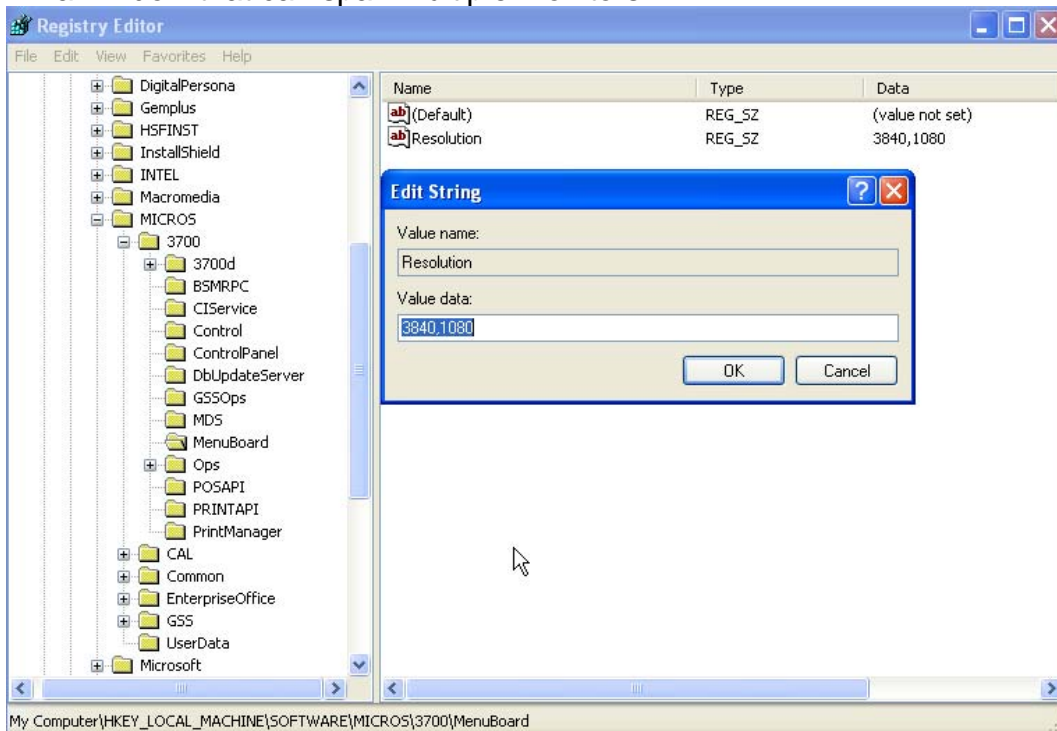 Registry Editor
File Edit View Favorites Help
DigitalPersona
Gemplus
HSFINST
InstallShield
INTEL
Macromedia
MICROS
3700
3700d
BSMRPC
CIService
Control
ControlPanel
DbUpdateServer
GSSOps
MDS
MenuBoard
Ops
POSAPI
PRINTAPI
PrintManager
CAL
Common
EnterpriseOffice
GSS
UserData
Microsoft
Name Type Data
ab (Default) REG_SZ (value not set)
ab Resolution REG_SZ 3840,1080
Edit String
Value name:
Resolution
Value data:
3840,1080
OK Cancel
My Computer\HKEY_LOCAL_MACHINE\SOFTWARE\MICROS\3700\MenuBoard